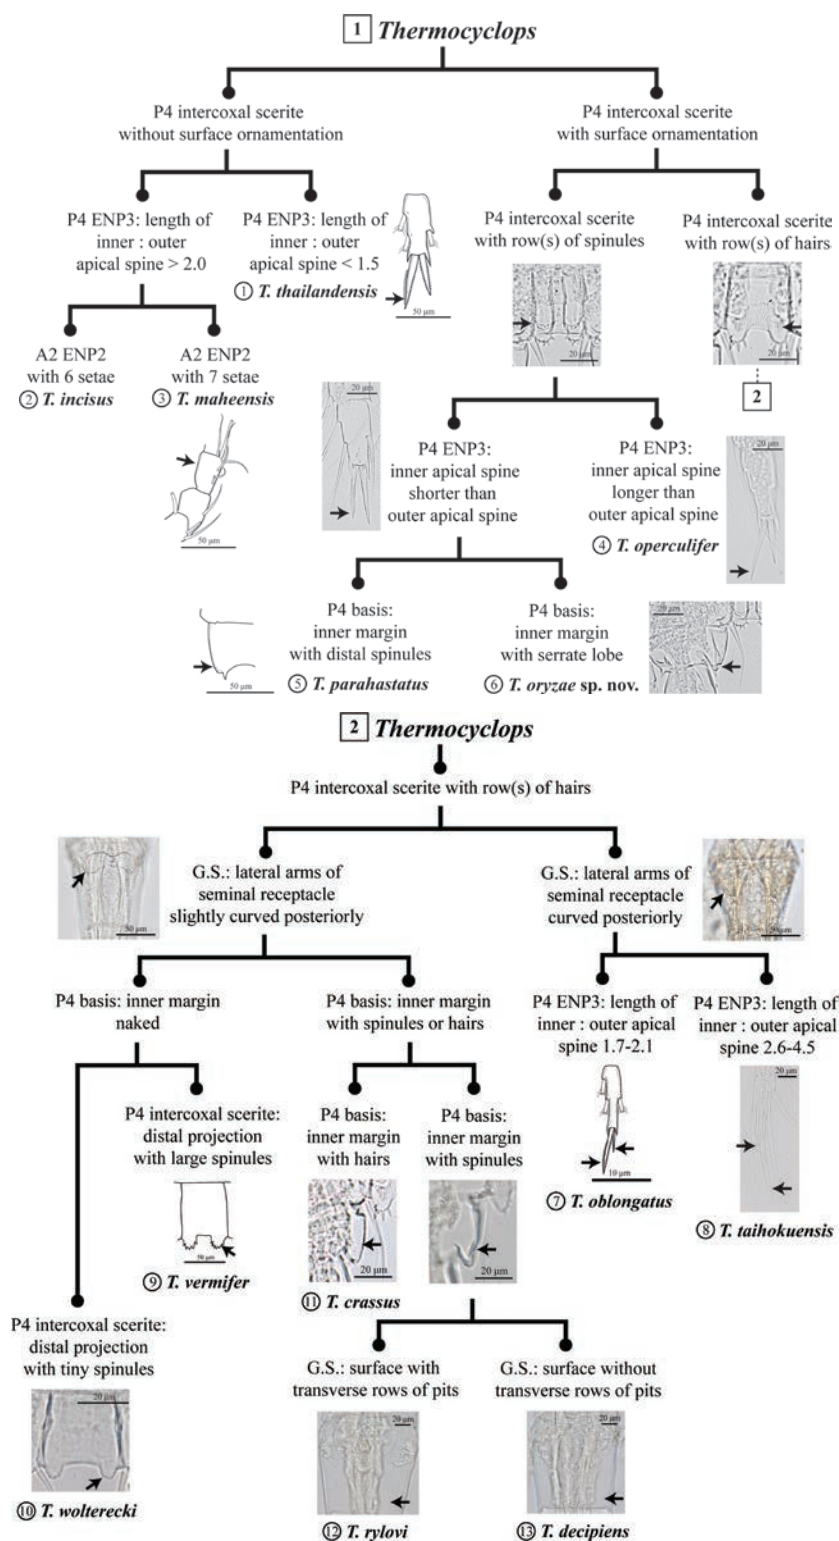 1 Thermocyclops
P4 intercoxal scerite
without surface ornamentation
P4 intercoxal scerite
with surface ornamentation
P4 ENP3: length of
inner : outer
apical spine > 2.0
P4 ENP3: length of
inner : outer
apical spine < 1.5
① T. thailandensis
50 μm
P4 intercoxal scerite
with row(s) of spinules
20 μm
P4 intercoxal scerite
with row(s) of hairs
20 μm
2
A2 ENP2
with 6 setae
② T. incisus
A2 ENP2
with 7 setae
③ T. maheensis
50 μm
20 μm
P4 ENP3:
inner apical spine
shorter than
outer apical spine
P4 ENP3:
inner apical spine
longer than
outer apical spine
④ T. operculifer
20 μm
50 μm
P4 basis:
inner margin
with distal spinules
⑤ T. parahastatus
P4 basis:
inner margin
with serrate lobe
⑥ T. oryzae sp. nov.
20 μm
2 Thermocyclops
P4 intercoxal scerite with row(s) of hairs
50 μm
G.S.: lateral arms of
seminal receptacle
slightly curved posteriorly
G.S.: lateral arms of
seminal receptacle
curved posteriorly
50 μm
P4 basis: inner margin
naked
P4 basis: inner margin
with spinules or hairs
P4 ENP3: length of
inner : outer apical
spine 1.7-2.1
10 μm
⑦ T. oblongatus
P4 ENP3: length of
inner : outer apical
spine 2.6-4.5
20 μm
⑧ T. taihokuensis
P4 intercoxal scerite:
distal projection
with large spinules
50 μm
⑨ T. vermifer
P4 basis:
inner margin
with hairs
20 μm
⑪ T. crassus
P4 basis:
inner margin
with spinules
20 μm
P4 intercoxal scerite:
distal projection
with tiny spinules
20 μm
⑩ T. wolterecki
G.S.: surface with
transverse rows of pits
20 μm
⑫ T. rylovi
G.S.: surface without
transverse rows of pits
20 μm
⑬ T. decipiens